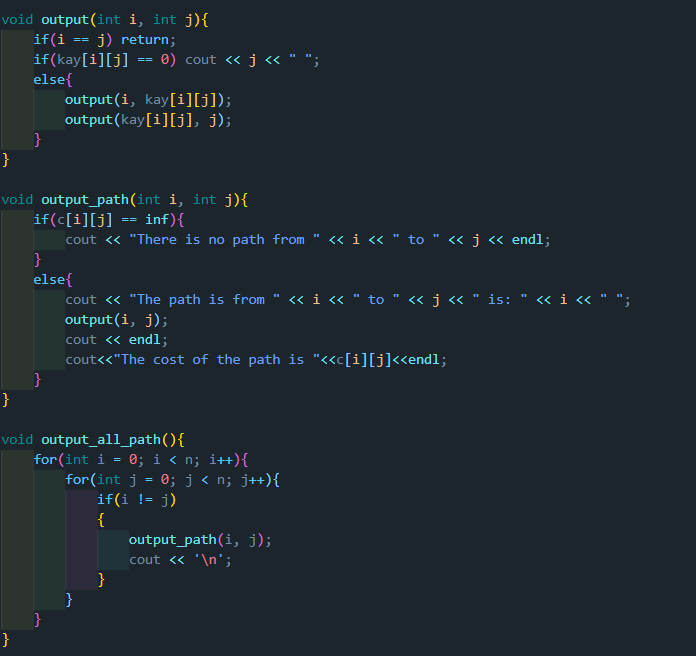 void output(int i, int j){
    if(i == j) return;
    if(kay[i][j] == 0) cout << j << " ";
    else{
        output(i, kay[i][j]);
        output(kay[i][j], j);
    }
}

void output_path(int i, int j){
    if(c[i][j] == inf){
        cout << "There is no path from " << i << " to " << j << endl;
    }
    else{
        cout << "The path is from " << i << " to " << j << " is: " << i << " ";
        output(i, j);
        cout << endl;
        cout<<"The cost of the path is "<<c[i][j]<<endl;
    }
}

void output_all_path(){
    for(int i = 0; i < n; i++){
        for(int j = 0; j < n; j++){
            if(i != j)
            {
                output_path(i, j);
                cout << '\n';
            }
        }
    }
}